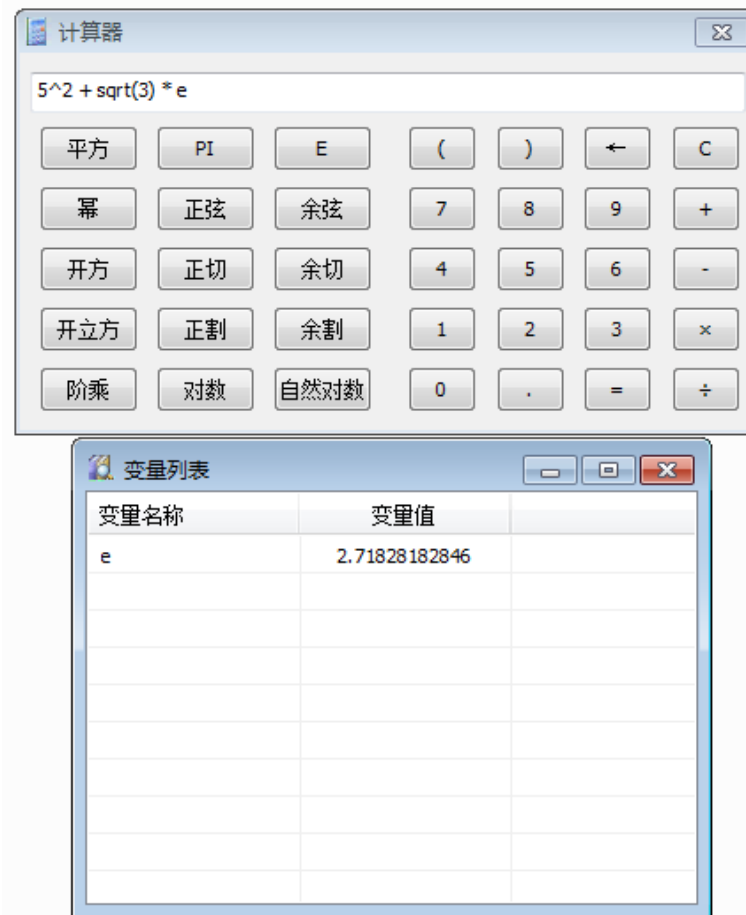 计算器
5^2 + sqrt(3) * e
平方 PI E ( ) ← C
幂 正弦 余弦 7 8 9 +
开方 正切 余切 4 5 6 -
开立方 正割 余割 1 2 3 ×
阶乘 对数 自然对数 0 . = ÷
变量列表
变量名称 变量值
e 2.71828182846